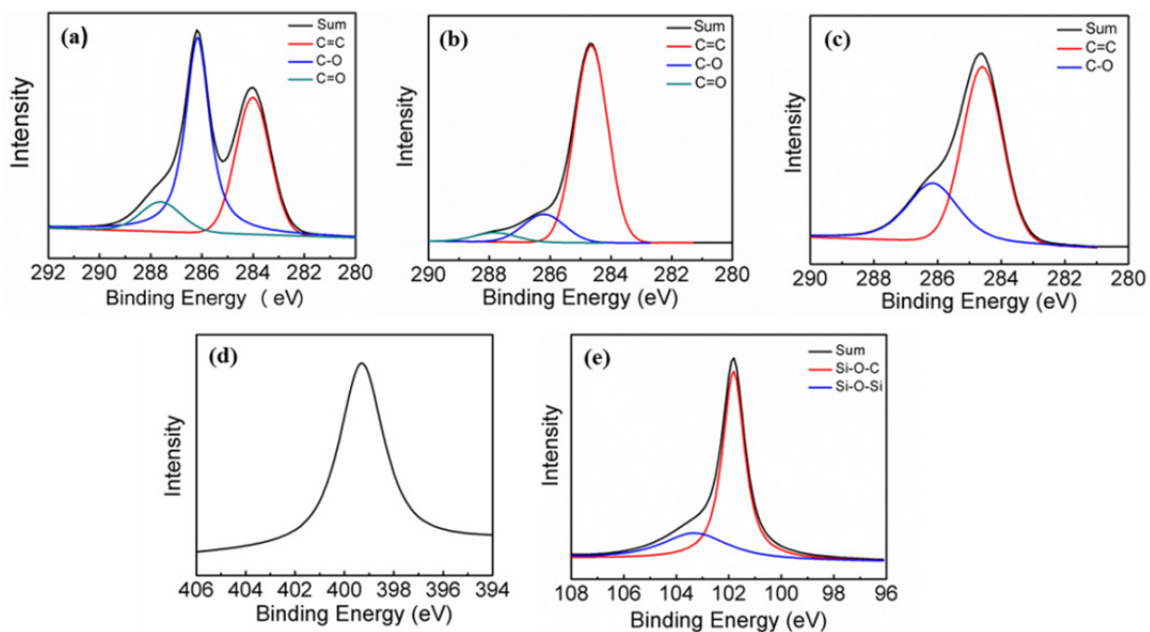 (a)
Sum
C=C
C-O
C=O
Intensity
292 290 288 286 284 282 280
Binding Energy ( eV)
(b)
Sum
C=C
C-O
C=O
Intensity
290 288 286 284 282 280
Binding Energy (eV)
(c)
Sum
C=C
C-O
Intensity
290 288 286 284 282 280
Binding Energy (eV)
(d)
Intensity
406 404 402 400 398 396 394
Binding Energy (eV)
(e)
Sum
Si-O-C
Si-O-Si
Intensity
108 106 104 102 100 98 96
Binding Energy (eV)